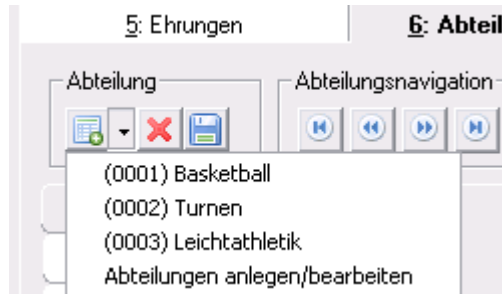 5: Ehrungen
6: Abteil
Abteilung
Abteilungsnavigation
(0001) Basketball
(0002) Turnen
(0003) Leichtathletik
Abteilungen anlegen/bearbeiten